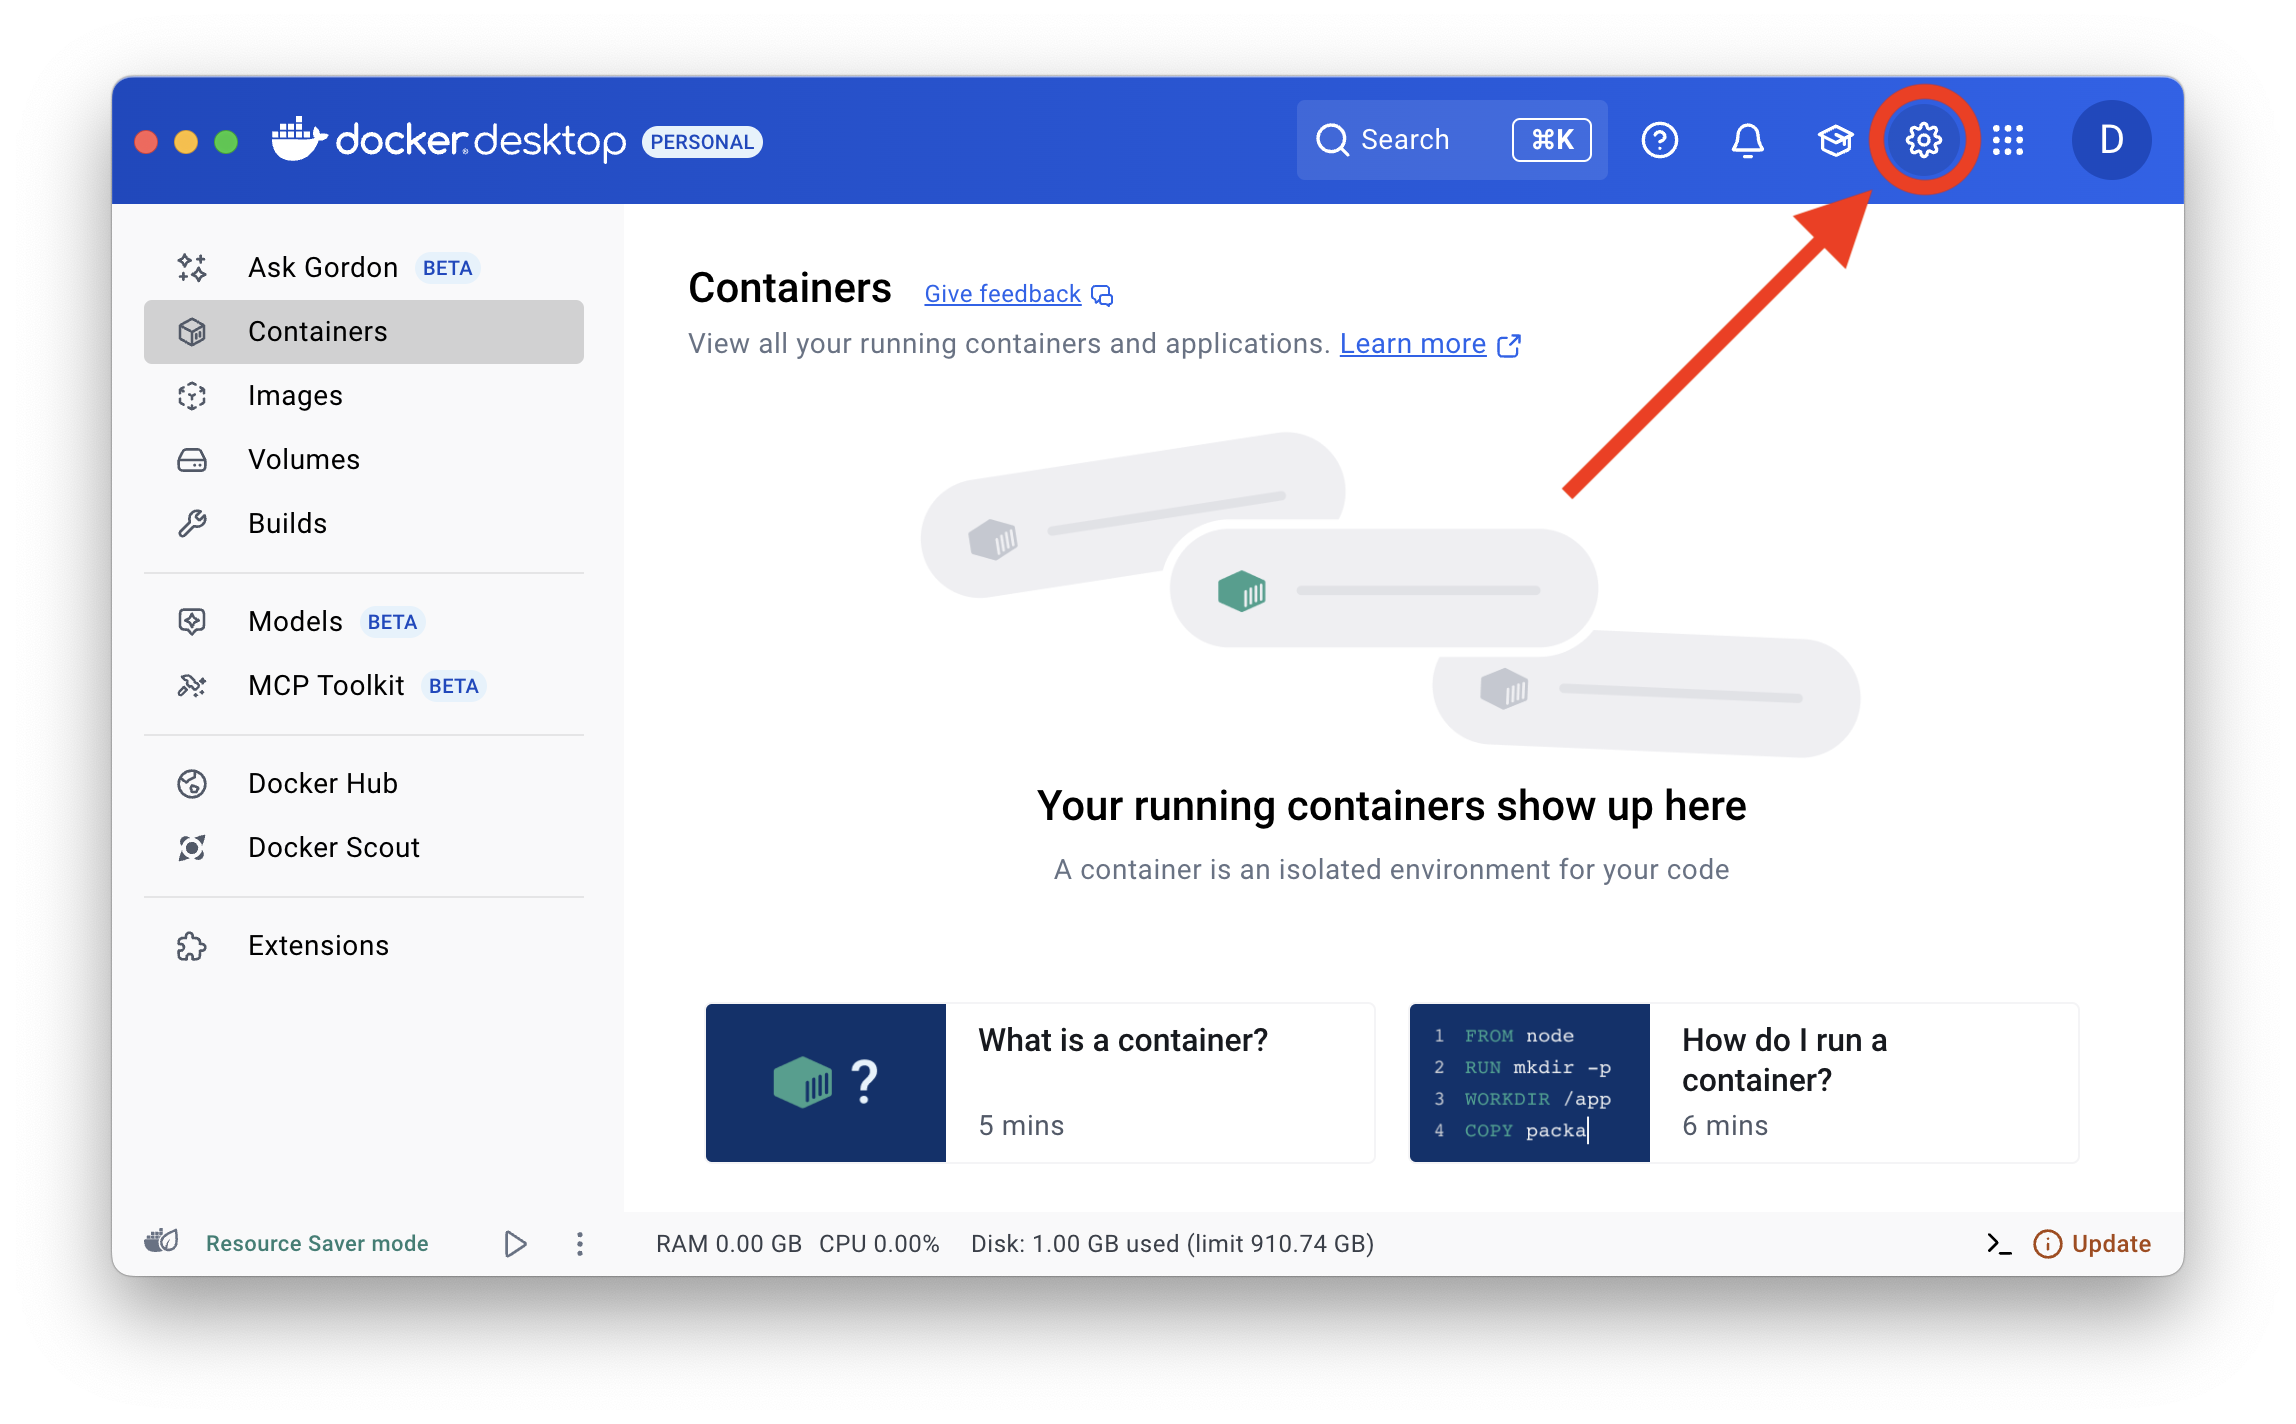 docker desktop PERSONAL
Search ⌘K
D
Ask Gordon BETA
Containers
Images
Volumes
Builds
Models BETA
MCP Toolkit BETA
Docker Hub
Docker Scout
Extensions
Containers Give feedback
View all your running containers and applications. Learn more
Your running containers show up here
A container is an isolated environment for your code
?
What is a container?
5 mins
1 FROM node
2 RUN mkdir -p
3 WORKDIR /app
4 COPY packa
How do I run a
container?
6 mins
Resource Saver mode
RAM 0.00 GB CPU 0.00% Disk: 1.00 GB used (limit 910.74 GB)
>_ Update